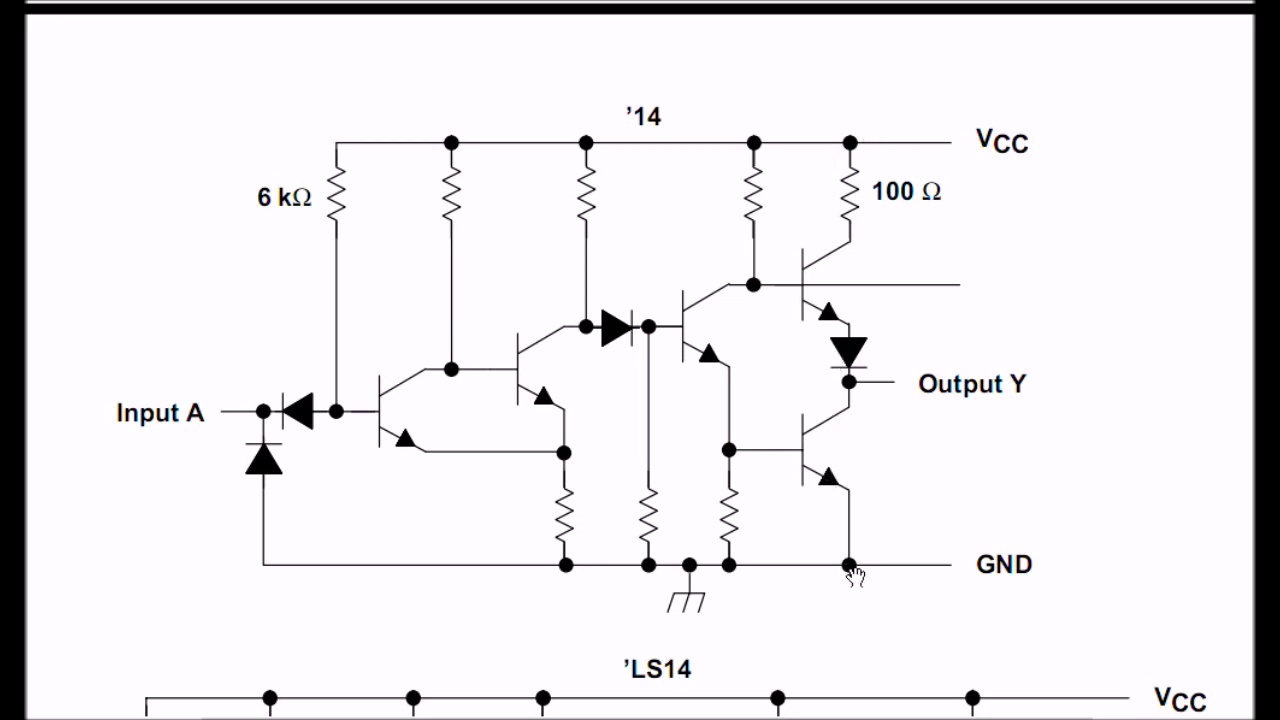 ’14
VCC
6 kΩ
100 Ω
Input A
Output Y
GND
’LS14
VCC